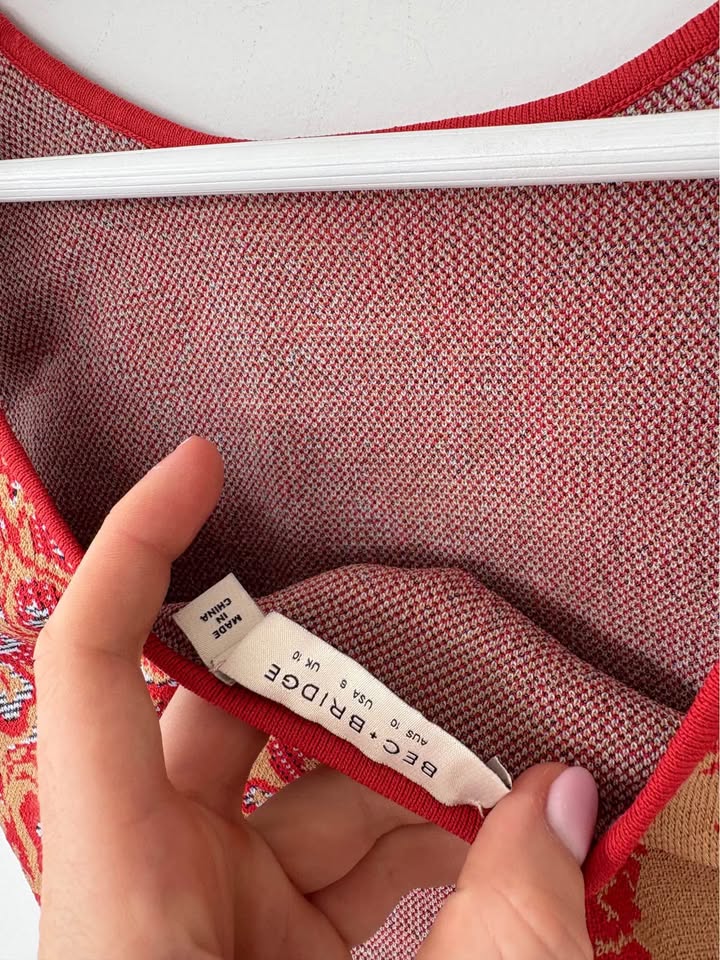 BEC+BRIDGE
AUS 10 USA 6 UK 10
MADE
IN
CHINA